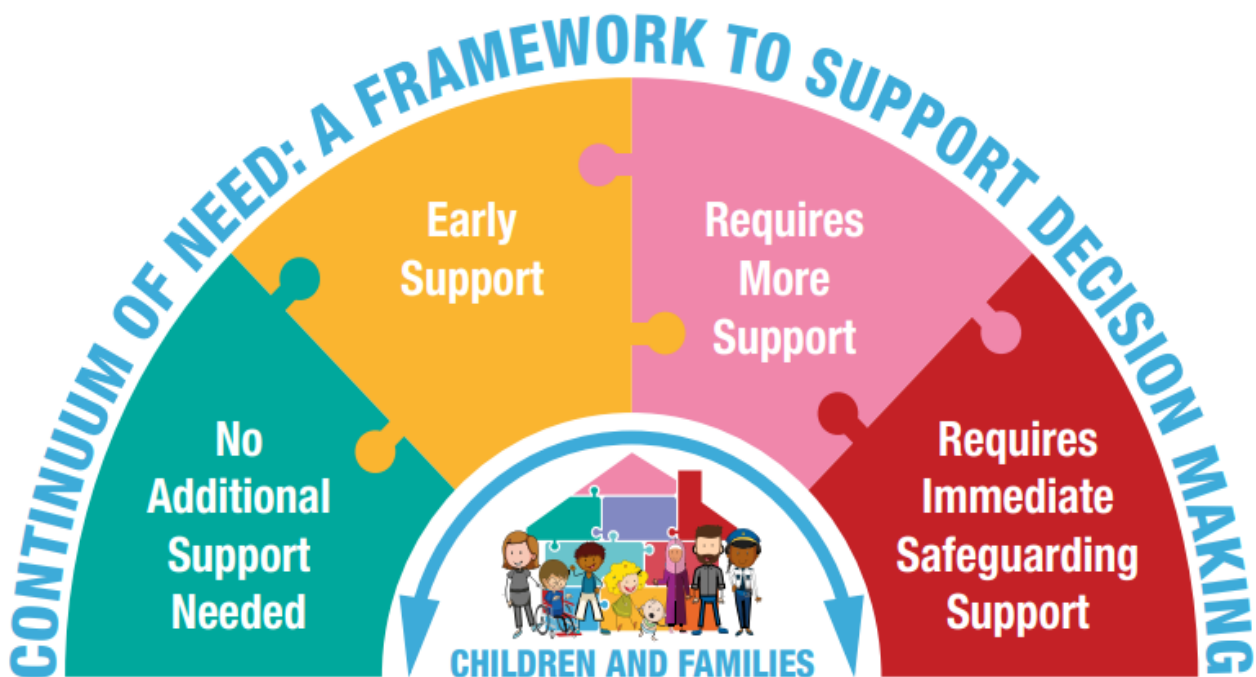 CONTINUUM OF NEED: A FRAMEWORK TO SUPPORT DECISION MAKING
No
Additional
Support
Needed
Early
Support
Requires
More
Support
Requires
Immediate
Safeguarding
Support
CHILDREN AND FAMILIES